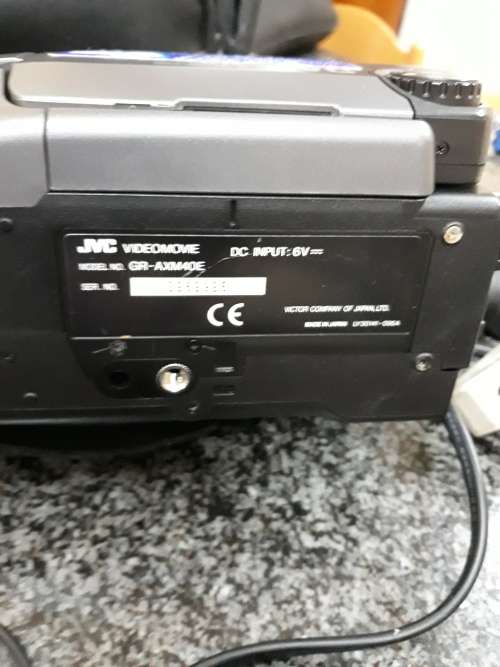 JVC VIDEOMOVIE DC INPUT: 6V
MODEL NO. GR-AXM40E
SER. NO.
CE
VICTOR COMPANY OF JAPAN, LTD.
MADE IN JAPAN